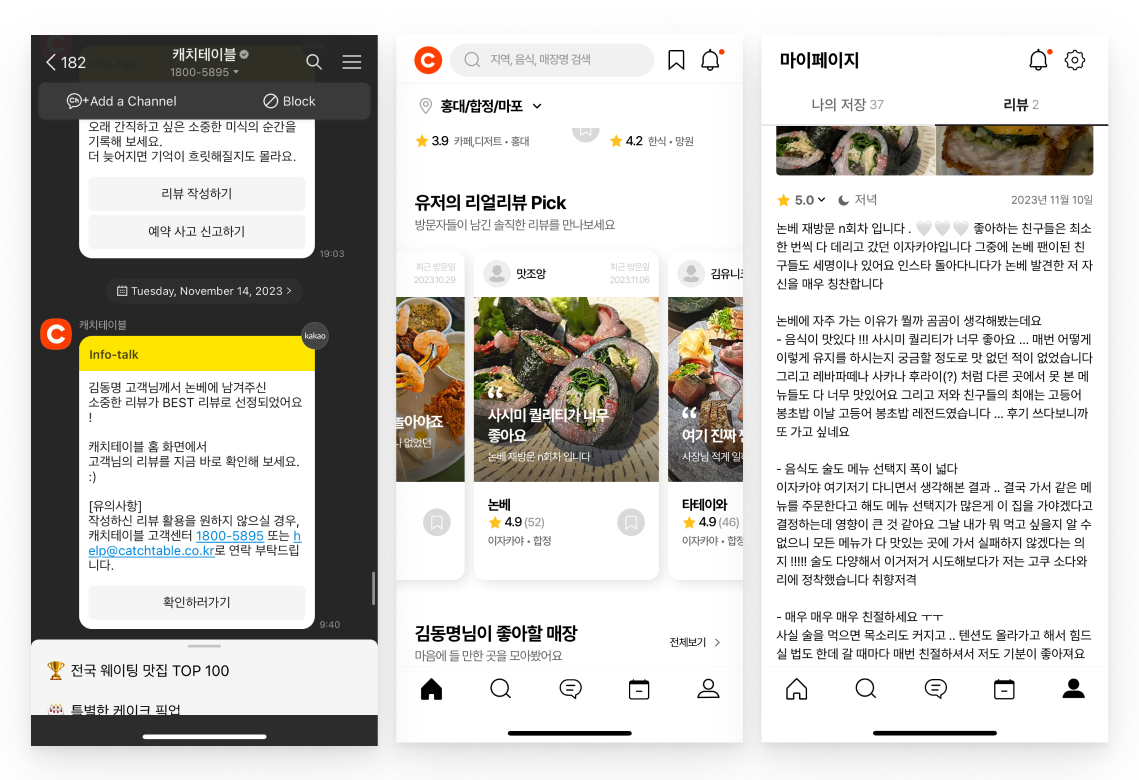 182
캐치테이블
1800-5895
Add a Channel
Block
Info-talk
오래 간직하고 싶은 소중한 미식의 순간을
기록해 보세요.
더 늦어지면 기억이 흐릿해질지도 몰라요.
리뷰 작성하기
예약 사고 신고하기
19:03
Tuesday, November 14, 2023 >
캐치테이블
kakao
Info-talk
김동명 고객님께서 논베에 남겨주신
소중한 리뷰가 BEST 리뷰로 선정되었어요
!
캐치테이블 홈 화면에서
고객님의 리뷰를 지금 바로 확인해 보세요.
:)
[유의사항]
작성하신 리뷰 활용을 원하지 않으실 경우,
캐치테이블 고객센터 1800-5895 또는 h
elp@catchtable.co.kr로 연락 부탁드립
니다.
확인하러가기
9:40
전국 웨이팅 맛집 TOP 100
특별한 케이크 픽업
지역, 음식, 매장명 검색
홍대/합정/마포
3.9 카페,디저트 • 홍대
4.2 한식 • 망원
유저의 리얼리뷰 Pick
방문자들이 남긴 솔직한 리뷰를 만나보세요
최근 방문일
2023.10.29
돌아야죠
나 없었던
맛조앙
최근 방문일
2023.11.06
“
사시미 퀄리티가 너무
좋아요
논베 재방문 n회차 입니다
논베
4.9 (52)
이자카야 • 합정
김유니
“
여기 진짜
사장님 적게 일
타테이와
4.9 (46)
이자카야 • 합정
김동명님이 좋아할 매장
마음에 들 만한 곳을 모아봤어요
전체보기 >
마이페이지
나의 저장 37
리뷰 2
5.0
저녁
2023년 11월 10일
논베 재방문 n회차 입니다 . 🤍🤍🤍 좋아하는 친구들은 최소
한 번씩 다 데리고 갔던 이자카야입니다 그중에 논베 팬이된 친
구들도 세명이나 있어요 인스타 돌아다니다가 논베 발견한 저 자
신을 매우 칭찬합니다
논베에 자주 가는 이유가 뭘까 곰곰이 생각해봤는데요
- 음식이 맛있다 !!! 사시미 퀄리티가 너무 좋아요 ... 매번 어떻게
이렇게 유지를 하시는지 궁금할 정도로 맛 없던 적이 없었습니다
그리고 레바파떼나 사카나 후라이(?) 처럼 다른 곳에서 못 본 메
뉴들도 다 너무 맛있어요 그리고 저와 친구들의 최애는 고등어
봉초밥 이날 고등어 봉초밥 레전드였습니다 ... 후기 쓰다보니까
또 가고 싶네요
- 음식도 술도 메뉴 선택지 폭이 넓다
이자카야 여기저기 다니면서 생각해본 결과 .. 결국 가서 같은 메
뉴를 주문한다고 해도 메뉴 선택지가 많은게 이 집을 가야겠다고
결정하는데 영향이 큰 것 같아요 그날 내가 뭐 먹고 싶을지 알 수
없으니 모든 메뉴가 다 맛있는 곳에 가서 실패하지 않겠다는 의
지 !!!!! 술도 다양해서 이거저거 시도해보다가 저는 고쿠 소다와
리에 정착했습니다 취향저격
- 매우 매우 매우 친절하세요 ㅜㅜ
사실 술을 먹으면 목소리도 커지고 .. 텐션도 올라가고 해서 힘드
실 법도 한데 갈 때마다 매번 친절하셔서 저도 기분이 좋아져요